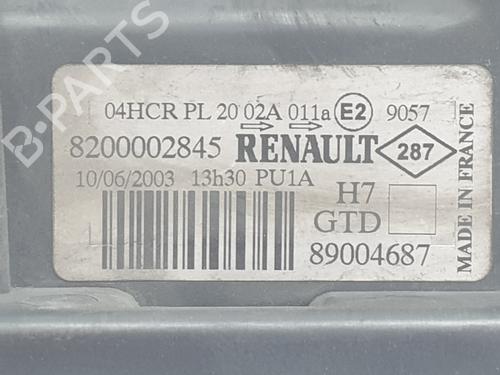 04HCR PL 20 02A 011a E2 9057
8200002845 RENAULT 287
10/06/2003 13h30 PU1A
H7
GTD
89004687
MADE IN FRANCE
B-PARTS